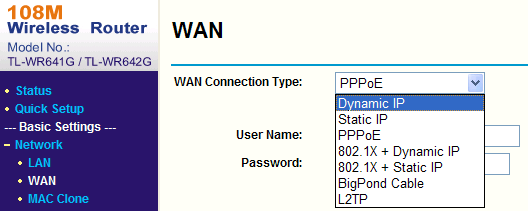 108M
Wireless Router
Model No.:
TL-WR641G / TL-WR642G
Status
Quick Setup
--- Basic Settings ---
Network
LAN
WAN
MAC Clone
WAN
WAN Connection Type:
PPPoE
Dynamic IP
Static IP
PPPoE
802.1X + Dynamic IP
802.1X + Static IP
BigPond Cable
L2TP
User Name:
Password: